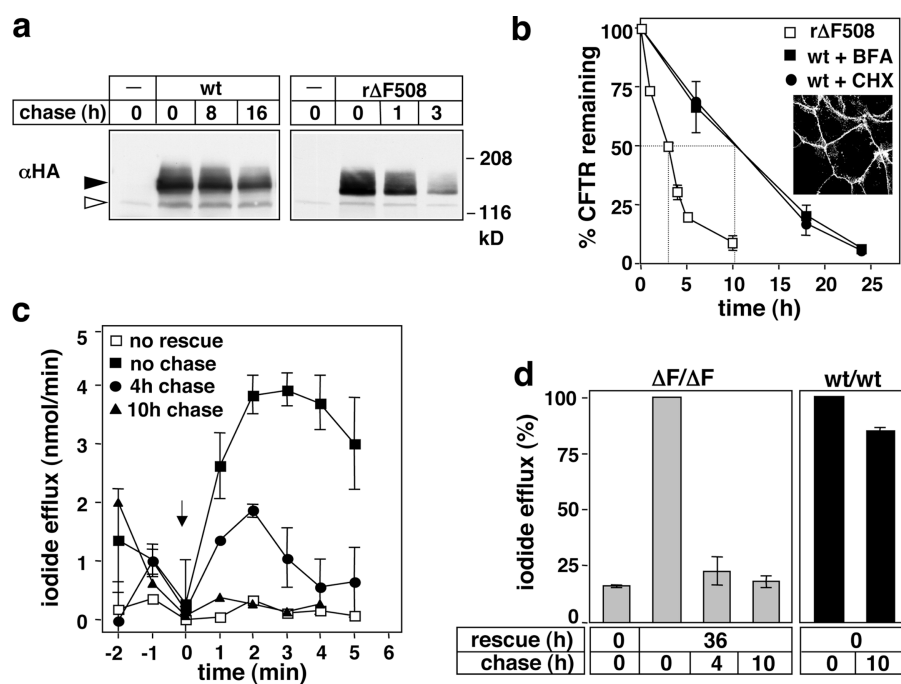 a
— wt — rΔF508
chase (h) 0 0 8 16 0 0 1 3
αHA
208
116
kD
b
rΔF508
wt + BFA
wt + CHX
% CFTR remaining
100
75
50
25
0
0 5 10 15 20 25
time (h)
c
no rescue
no chase
4h chase
10h chase
iodide efflux (nmol/min)
5
4
3
2
1
0
-2 -1 0 1 2 3 4 5 6
time (min)
d
ΔF/ΔF wt/wt
iodide efflux (%)
100
75
50
25
0
rescue (h) 0 36 0
chase (h) 0 0 4 10 0 10